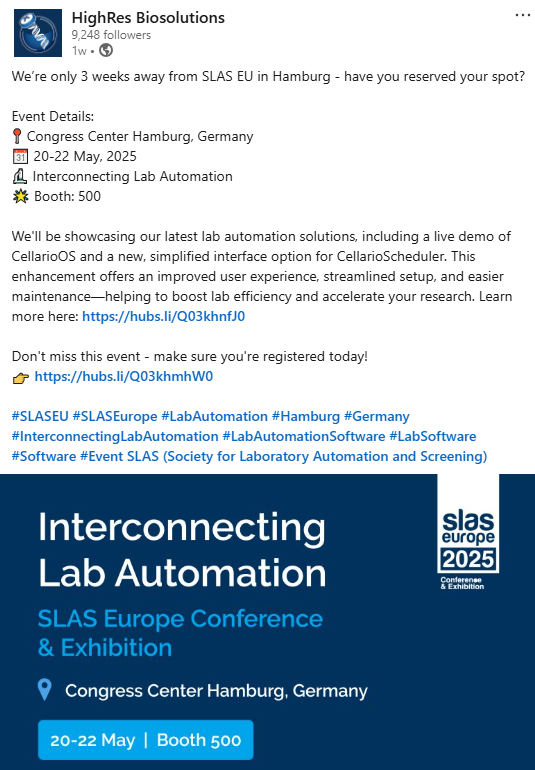 HighRes Biosolutions
9,248 followers
1w •
We're only 3 weeks away from SLAS EU in Hamburg - have you reserved your spot?
Event Details:
📍 Congress Center Hamburg, Germany
📅 20-22 May, 2025
🔬 Interconnecting Lab Automation
💥 Booth: 500
We'll be showcasing our latest lab automation solutions, including a live demo of
CellarioOS and a new, simplified interface option for CellarioScheduler. This
enhancement offers an improved user experience, streamlined setup, and easier
maintenance—helping to boost lab efficiency and accelerate your research. Learn
more here: https://hubs.li/Q03khnfJ0
Don't miss this event - make sure you're registered today!
👉 https://hubs.li/Q03khmhW0
#SLASEU #SLASEurope #LabAutomation #Hamburg #Germany
#InterconnectingLabAutomation #LabAutomationSoftware #LabSoftware
#Software #Event SLAS (Society for Laboratory Automation and Screening)
Interconnecting
Lab Automation
SLAS Europe Conference
& Exhibition
Congress Center Hamburg, Germany
20-22 May | Booth 500
slas
europe
2025
Conference
& Exhibition